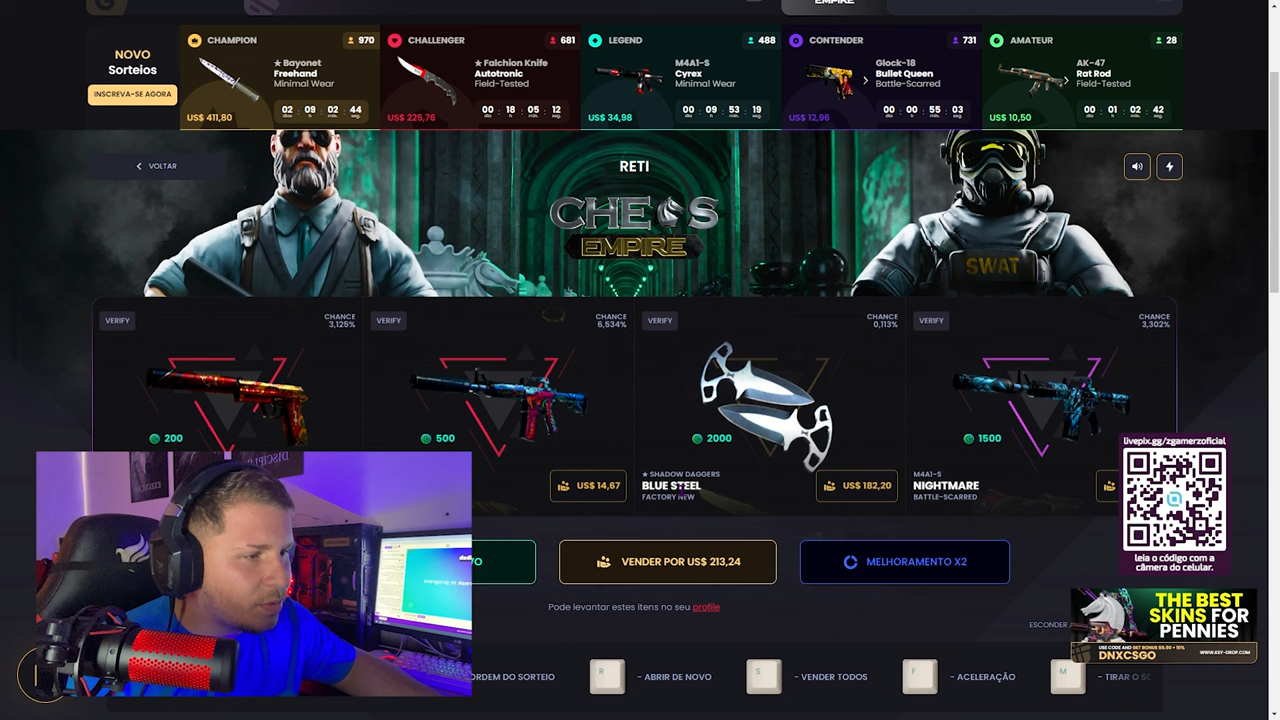 EMPIRE
NOVO
Sorteios
INSCREVA-SE AGORA
CHAMPION
970
★ Bayonet
Freehand
Minimal Wear
US$ 411,80
02 09 02 44
dias h min. seg.
CHALLENGER
681
★ Falchion Knife
Autotronic
Field-Tested
US$ 225,76
00 18 05 12
dia h min. seg.
LEGEND
488
M4A1-S
Cyrex
Minimal Wear
US$ 34,98
00 09 53 19
dia h min. seg.
CONTENDER
731
Glock-18
Bullet Queen
Battle-Scarred
US$ 12,96
00 00 55 03
dia h min. seg.
AMATEUR
28
AK-47
Rat Rod
Field-Tested
US$ 10,50
00 01 02 42
dia h min. seg.
VOLTAR
RETI
CHESS
EMPIRE
SWAT
VERIFY
CHANCE
3,125%
200
VERIFY
CHANCE
6,534%
500
US$ 14,67
VERIFY
CHANCE
0,113%
2000
★ SHADOW DAGGERS
BLUE STEEL
FACTORY NEW
US$ 182,20
VERIFY
CHANCE
3,302%
1500
M4A1-S
NIGHTMARE
BATTLE-SCARRED
livepix.gg/zgamerzoficial
leia o código com a
câmera do celular.
VO
VENDER POR US$ 213,24
MELHORAMENTO X2
Pode levantar estes itens no seu profile
ESCONDER
THE BEST
SKINS FOR
PENNIES
USE CODE AND GET BONUS $0.50 + 10%
DNXCSGO
WWW.KEY-DROP.COM
ORDEM DO SORTEIO
R
- ABRIR DE NOVO
S
- VENDER TODOS
F
- ACELERAÇÃO
M
- TIRAR O SO